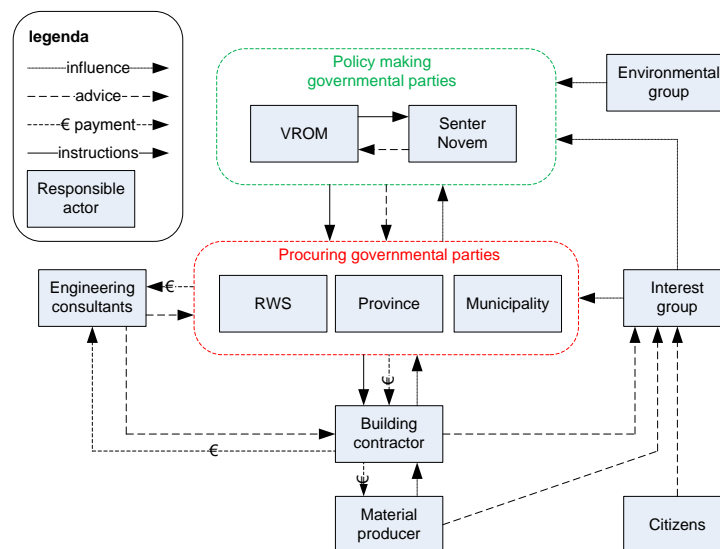 legenda
influence
advice
€ payment
instructions
Responsible
actor
Policy making
governmental parties
VROM
Senter
Novem
Environmental
group
Procuring governmental parties
RWS
Province
Municipality
Engineering
consultants
€
Interest
group
€
Building
contractor
€
€
Material
producer
Citizens